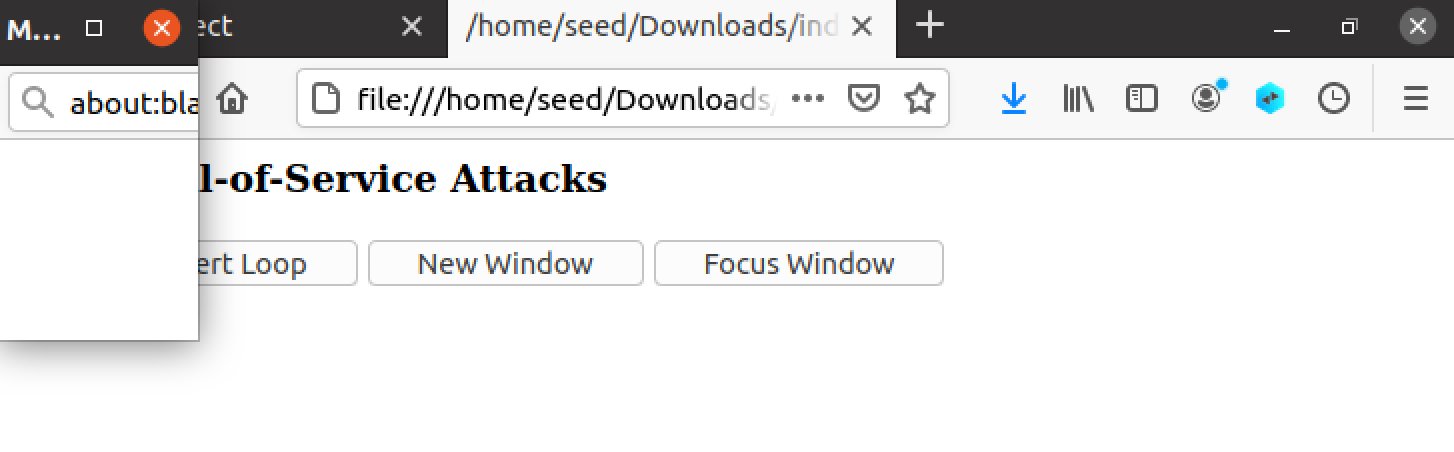 M...
ect
/home/seed/Downloads/ind
about:bla
file:///home/seed/Downloads/
l-of-Service Attacks
ert Loop
New Window
Focus Window